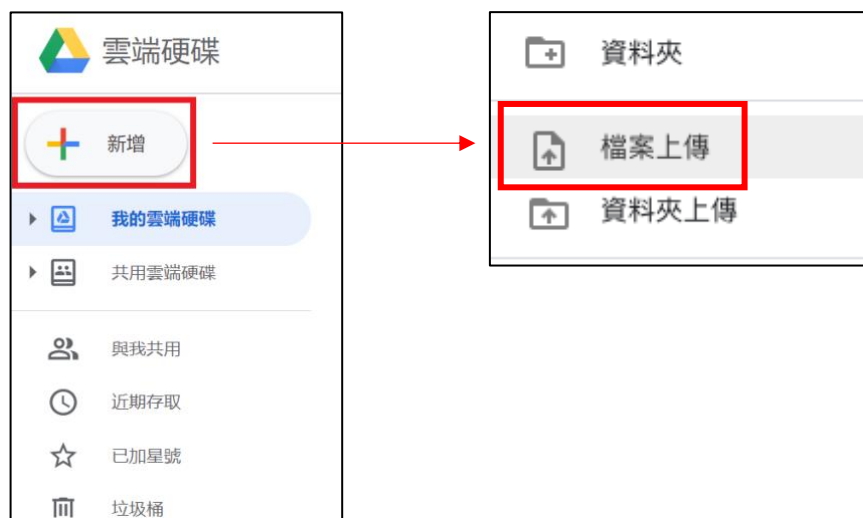 雲端硬碟
新增
我的雲端硬碟
共用雲端硬碟
與我共用
近期存取
已加星號
垃圾桶
資料夾
檔案上傳
資料夾上傳